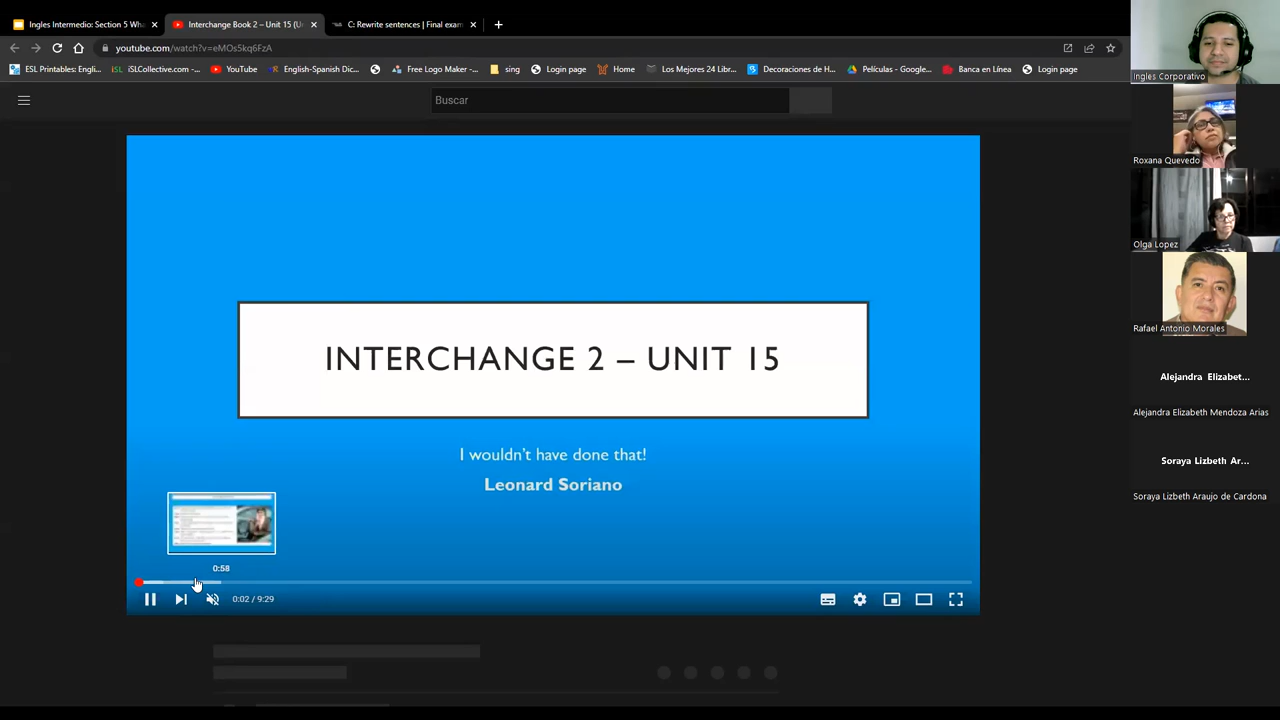 Ingles Intermedio: Section 5 Wha
Interchange Book 2 – Unit 15 (U
C: Rewrite sentences | Final exam
youtube.com/watch?v=eMOs5kq6FzA
ESL Printables: Engli...
iSLCollective.com -...
YouTube
English-Spanish Dic...
Free Logo Maker -...
sing
Login page
Home
Los Mejores 24 Libr...
Decoraciones de H...
Películas - Google...
Banca en Línea
Login page
Buscar
INTERCHANGE 2 – UNIT 15
I wouldn't have done that!
Leonard Soriano
0:58
0:02 / 9:29
Ingles Corporativo
Roxana Quevedo
Olga Lopez
Rafael Antonio Morales
Alejandra Elizabet...
Alejandra Elizabeth Mendoza Arias
Soraya Lizbeth Ar...
Soraya Lizbeth Araujo de Cardona